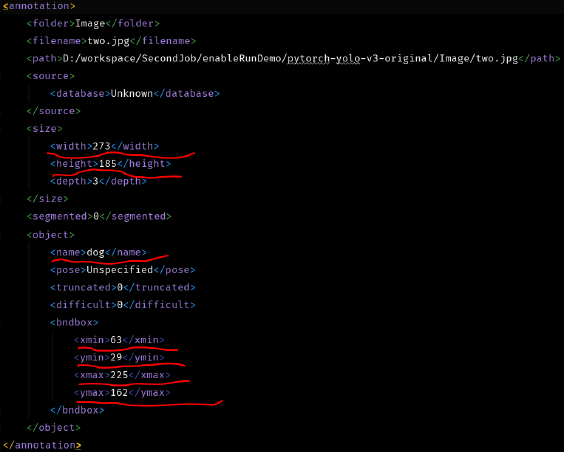 <annotation>
<folder>Image</folder>
<filename>two.jpg</filename>
<path>D:/workspace/SecondJob/enableRunDemo/pytorch-yolo-v3-original/Image/two.jpg</path>
<source>
<database>Unknown</database>
</source>
<size>
<width>273</width>
<height>185</height>
<depth>3</depth>
</size>
<segmented>0</segmented>
<object>
<name>dog</name>
<pose>Unspecified</pose>
<truncated>0</truncated>
<difficult>0</difficult>
<bndbox>
<xmin>63</xmin>
<ymin>29</ymin>
<xmax>225</xmax>
<ymax>162</ymax>
</bndbox>
</object>
</annotation>